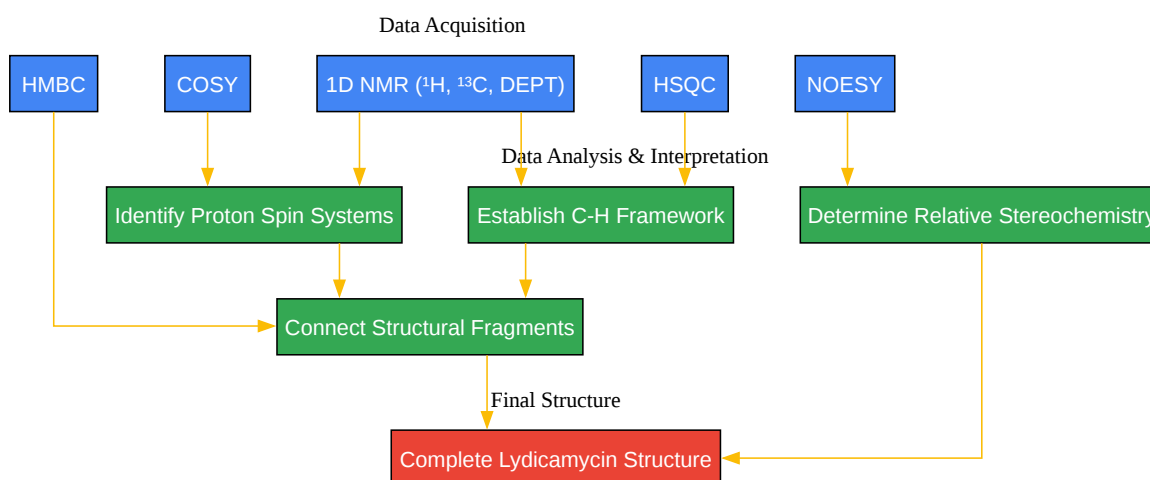 Data Acquisition
HMBC
COSY
1D NMR (¹H, ¹³C, DEPT)
HSQC
NOESY
Data Analysis & Interpretation
Identify Proton Spin Systems
Establish C-H Framework
Determine Relative Stereochemistry
Connect Structural Fragments
Final Structure
Complete Lydicamycin Structure